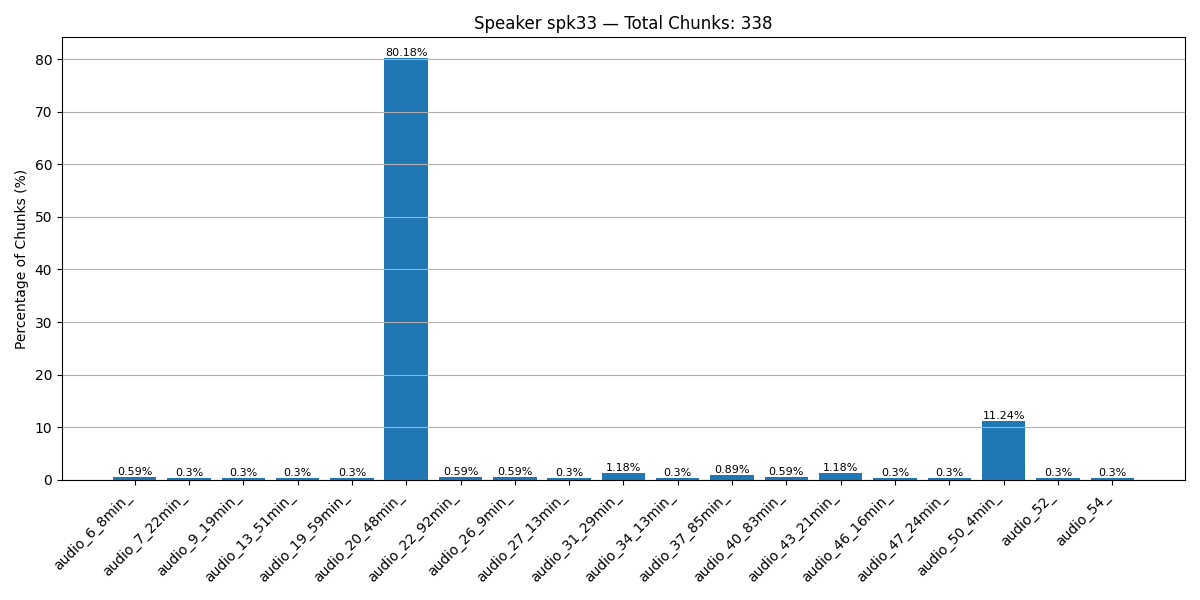 Speaker spk33 — Total Chunks: 338
Percentage of Chunks (%)
80
70
60
50
40
30
20
10
0
0.59%
0.3%
0.3%
0.3%
0.3%
80.18%
0.59%
0.59%
0.3%
1.18%
0.3%
0.89%
0.59%
1.18%
0.3%
0.3%
11.24%
0.3%
0.3%
audio_6_8min_
audio_7_22min_
audio_9_19min_
audio_13_51min_
audio_19_59min_
audio_20_48min_
audio_22_92min_
audio_26_9min_
audio_27_13min_
audio_31_29min_
audio_34_13min_
audio_37_85min_
audio_40_83min_
audio_43_21min_
audio_46_16min_
audio_47_24min_
audio_50_4min_
audio_52_
audio_54_